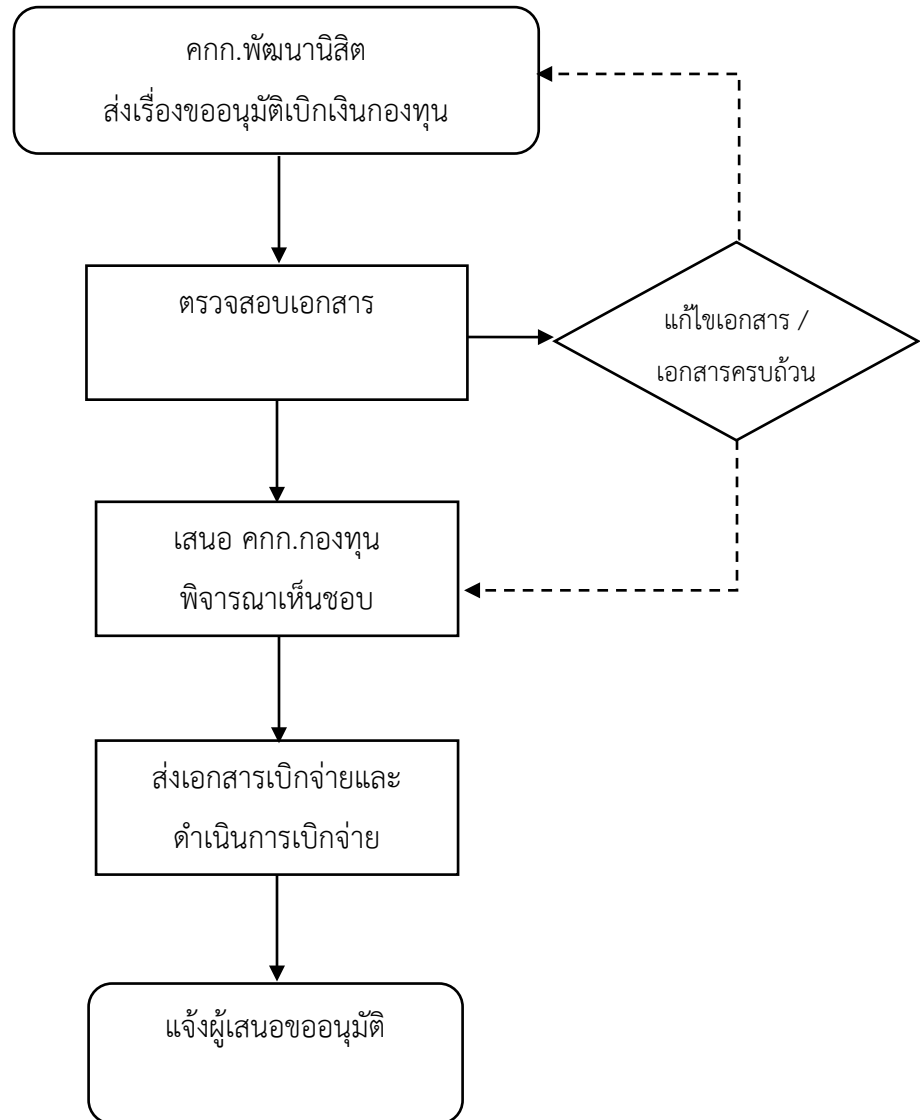 คกก.พัฒนานิสิต
ส่งเรื่องขออนุมัติเบิกเงินกองทุน
ตรวจสอบเอกสาร
แก้ไขเอกสาร /
เอกสารครบถ้วน
เสนอ คกก.กองทุน
พิจารณาเห็นชอบ
ส่งเอกสารเบิกจ่ายและ
ดำเนินการเบิกจ่าย
แจ้งผู้เสนอขออนุมัติ